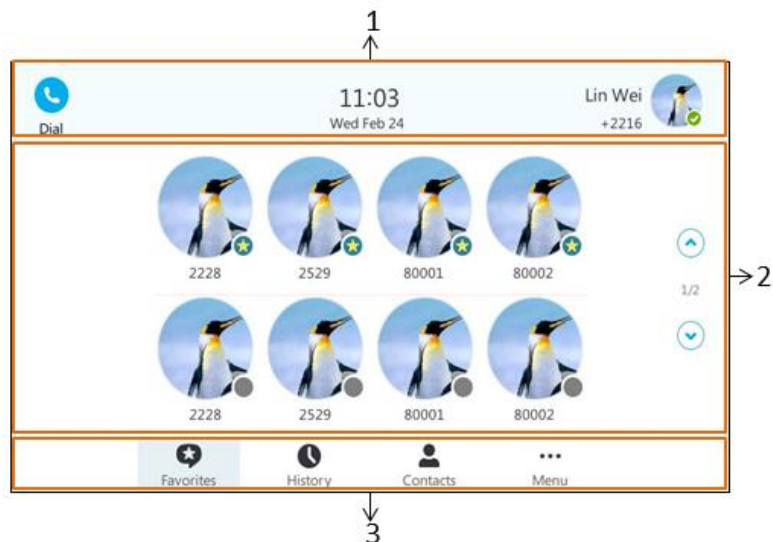 1
11:03
Lin Wei
Dial
Wed Feb 24
+2216
2228 2529 80001 80002
1/2
2
2228 2529 80001 80002
Favorites History Contacts Menu
3